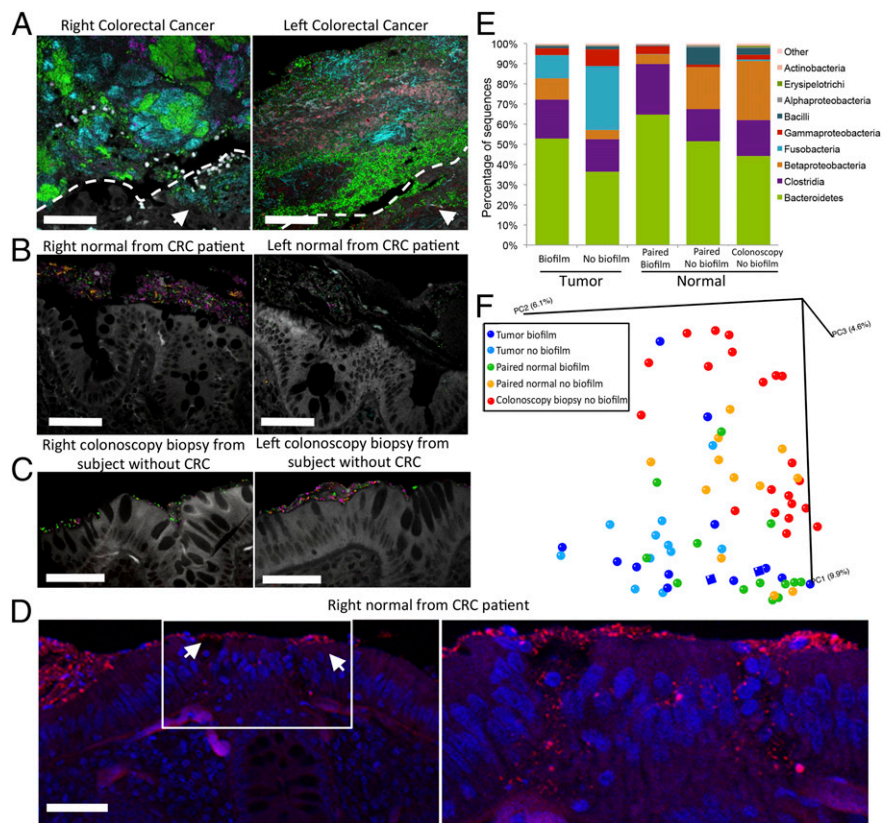 A
Right Colorectal Cancer
Left Colorectal Cancer
B
Right normal from CRC patient
Left normal from CRC patient
C
Right colonoscopy biopsy from
subject without CRC
Left colonoscopy biopsy from
subject without CRC
D
Right normal from CRC patient
E
Percentage of sequences
100%
90%
80%
70%
60%
50%
40%
30%
20%
10%
0%
Biofilm
No biofilm
Paired
Biofilm
Paired
No biofilm
Colonoscopy
No biofilm
Tumor
Normal
Other
Actinobacteria
Erysipelotrichi
Alphaproteobacteria
Bacilli
Gammaproteobacteria
Fusobacteria
Betaproteobacteria
Clostridia
Bacteroidetes
F
PC2 (6.1%)
PC3 (4.6%)
PC1 (9.9%)
Tumor biofilm
Tumor no biofilm
Paired normal biofilm
Paired normal no biofilm
Colonoscopy biopsy no biofilm